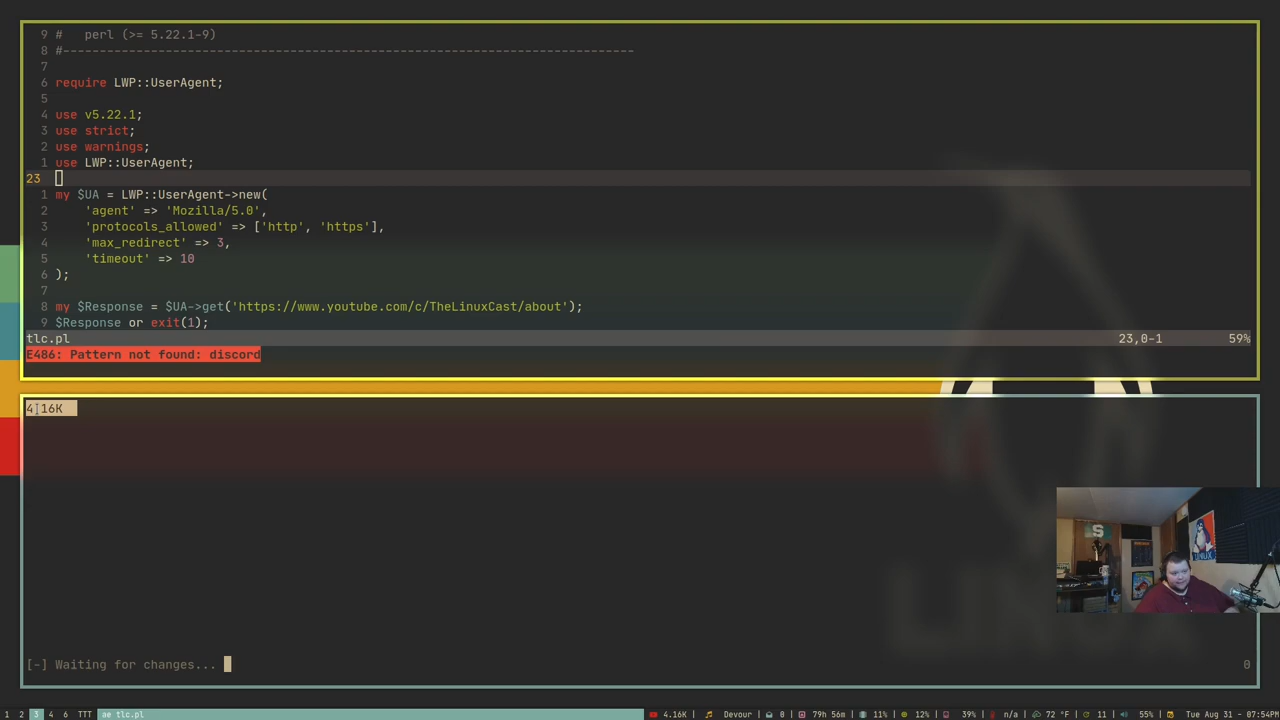 9 #   perl (>= 5.22.1-9)
8 #-------------------------------------------------------------------------------
7
6 require LWP::UserAgent;
5
4 use v5.22.1;
3 use strict;
2 use warnings;
1 use LWP::UserAgent;
23
1 my $UA = LWP::UserAgent->new(
2     'agent' => 'Mozilla/5.0',
3     'protocols_allowed' => ['http', 'https'],
4     'max_redirect' => 3,
5     'timeout' => 10
6 );
7
8 my $Response = $UA->get('https://www.youtube.com/c/TheLinuxCast/about');
9 $Response or exit(1);
tlc.pl 23,0-1 59%
E486: Pattern not found: discord
4.16K
LINUX
[-] Waiting for changes... 0
1 2 3 4 6 TTT ae tlc.pl 4.16K | Devour | 0 | 79h 56m | 11% | 12% | 39% | n/a | 72 °F | 11 | 55% | Tue Aug 31 - 07:54PM